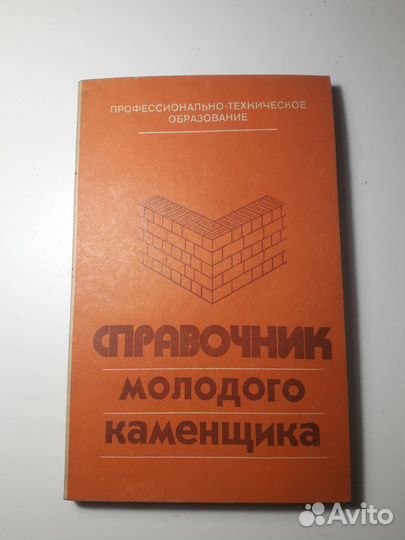 ПРОФЕССИОНАЛЬНО-ТЕХНИЧЕСКОЕ
ОБРАЗОВАНИЕ
СПРАВОЧНИК
МОЛОДОГО
КАМЕНЩИКА
Avito